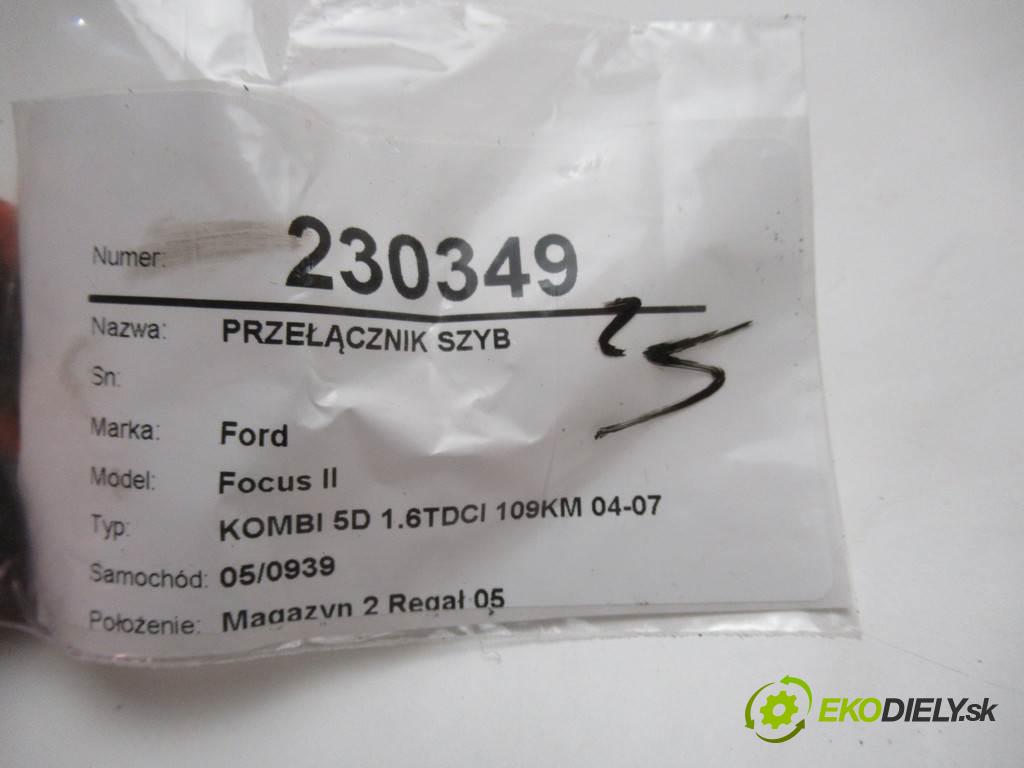 Numer: 230349
Nazwa: PRZEŁĄCZNIK SZYB
25
Sn:
Marka: Ford
Model: Focus II
Typ: KOMBI 5D 1.6TDCI 109KM 04-07
Samochód: 05/0939
Położenie: Magazyn 2 Regał 05
EKODIELY.sk